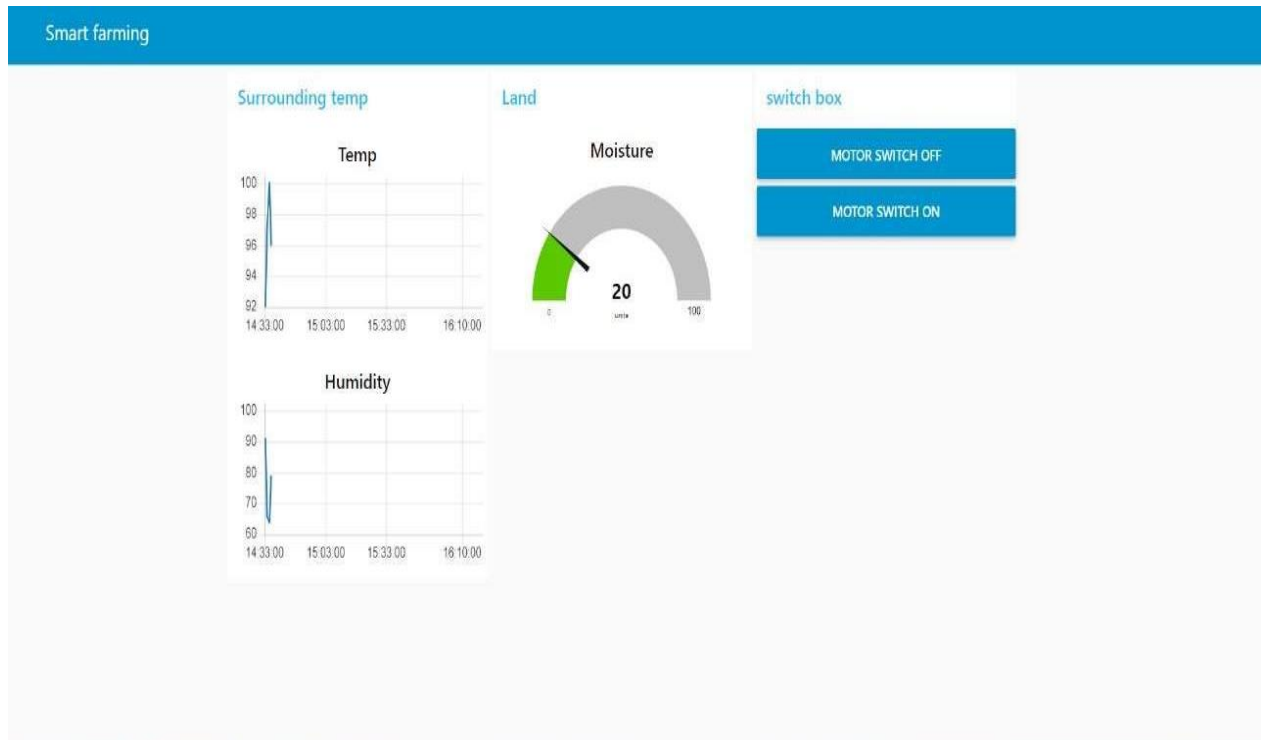 Smart farming
Surrounding temp
Temp
100
98
96
94
92
14:33:00 15:03:00 15:33:00 16:10:00
Humidity
100
90
80
70
60
14:33:00 15:03:00 15:33:00 16:10:00
Land
Moisture
20
units
0 100
switch box
MOTOR SWITCH OFF
MOTOR SWITCH ON